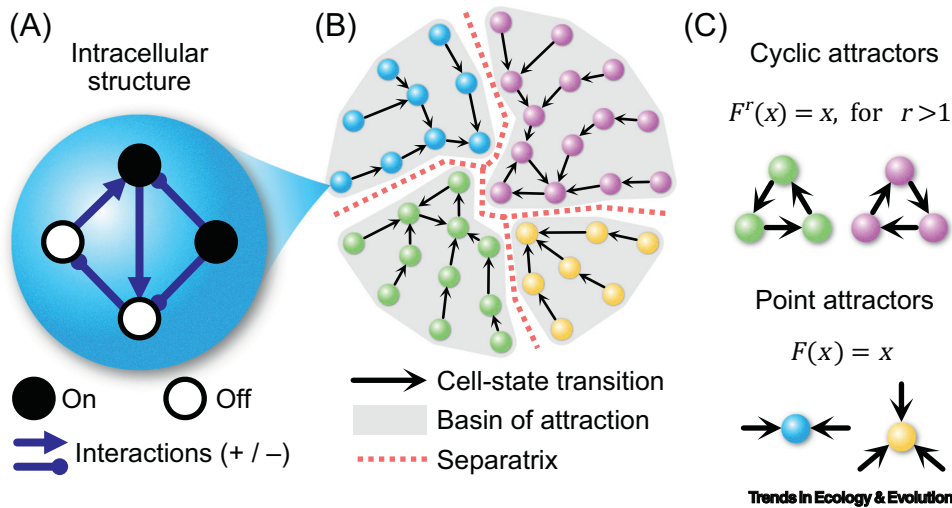 (A)
Intracellular
structure
On
Off
Interactions (+ / –)
(B)
Cell-state transition
Basin of attraction
Separatrix
(C)
Cyclic attractors
F^r(x) = x, for r >1
Point attractors
F(x) = x
Trends in Ecology & Evolution